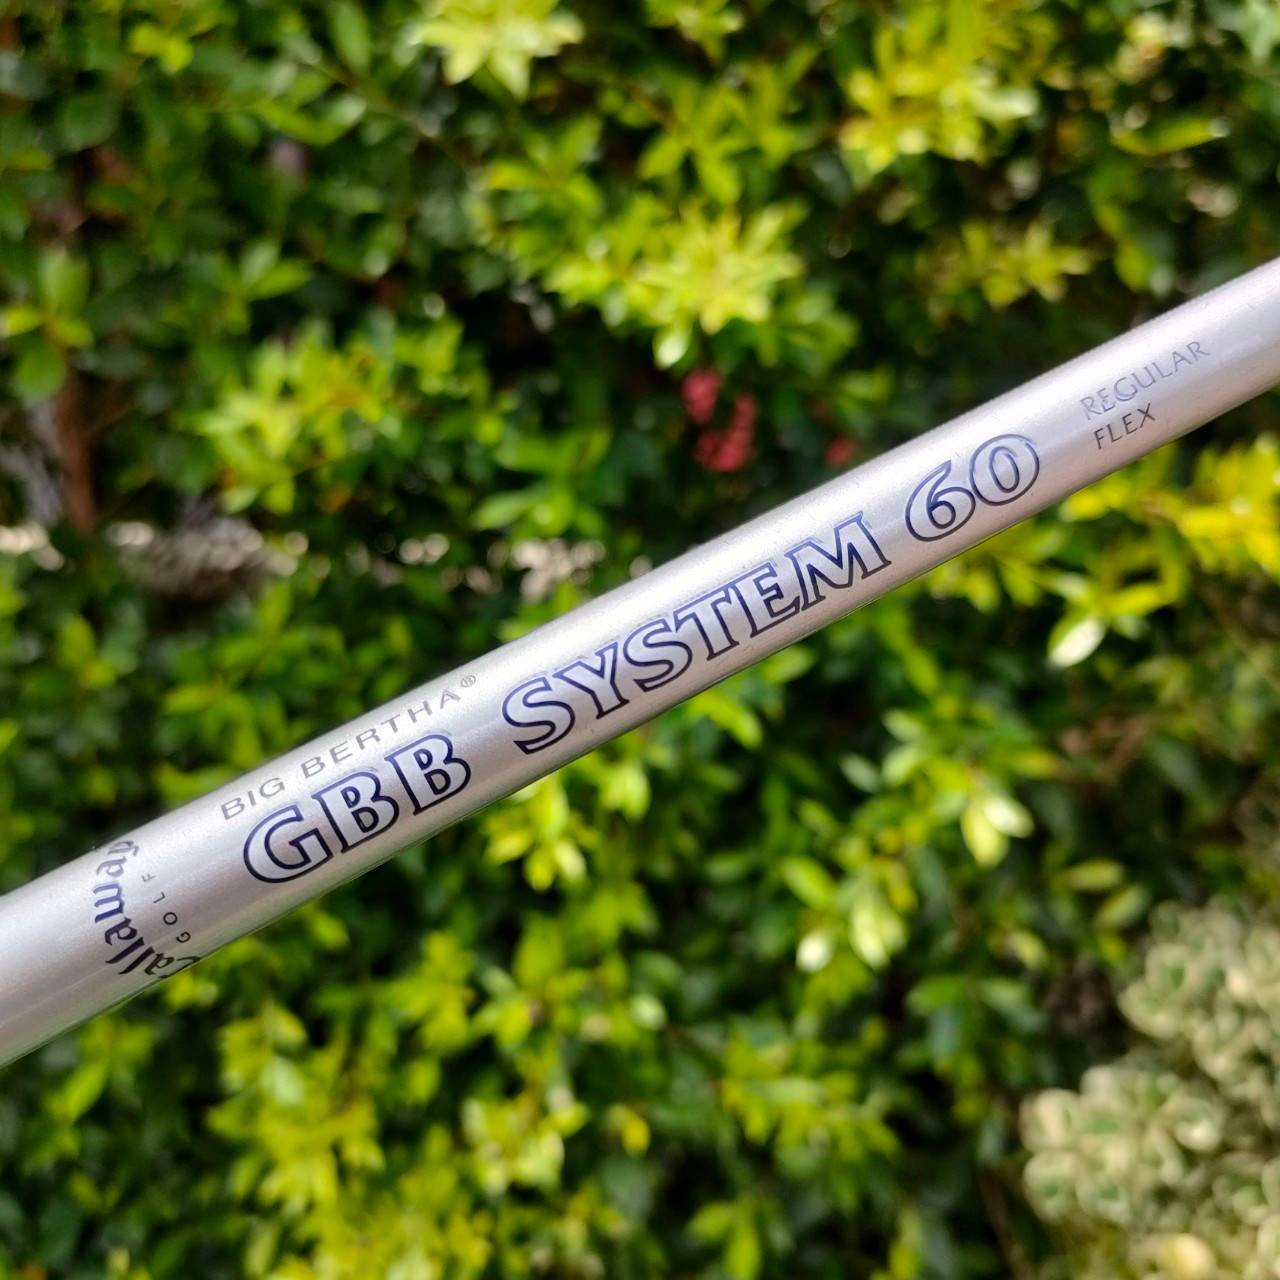 Callaway
GOLF
BIG BERTHA®
GBB SYSTEM 60
REGULAR
FLEX